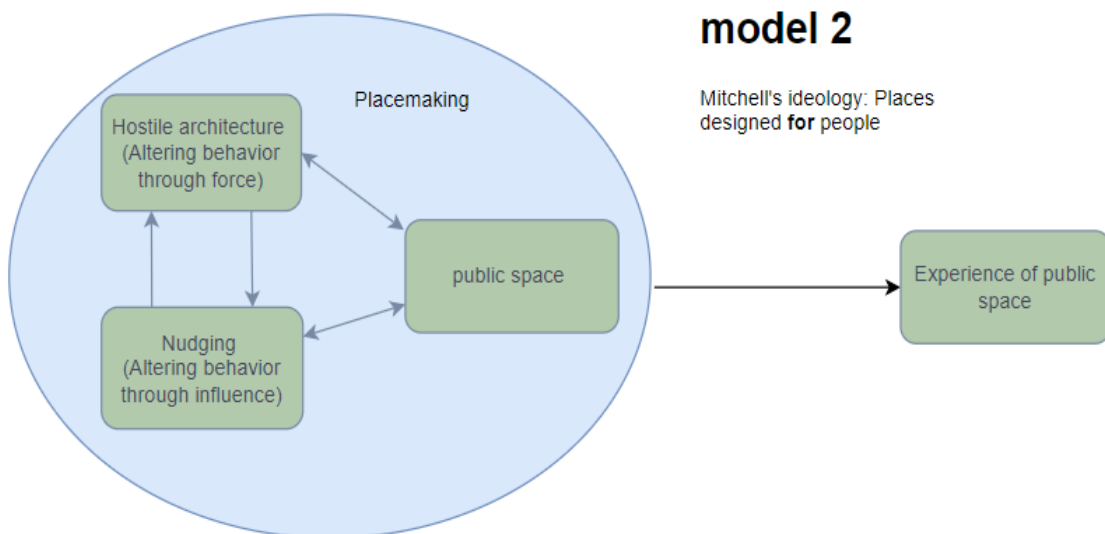 model 2
Mitchell's ideology: Places
designed for people
Placemaking
Hostile architecture
(Altering behavior
through force)
public space
Experience of public
space
Nudging
(Altering behavior
through influence)